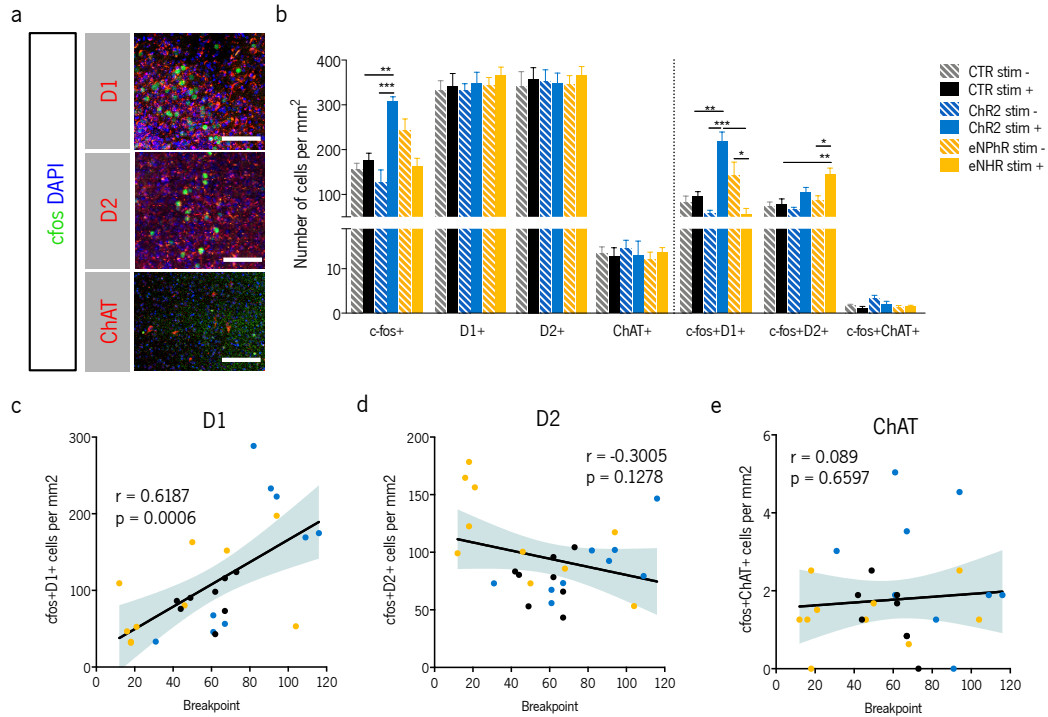 a
cfos DAPI
D1
D2
ChAT
b
Number of cells per mm²
400
300
200
100
50
10
0
**
***
**
***
*
*
**
c-fos+
D1+
D2+
ChAT+
c-fos+D1+
c-fos+D2+
c-fos+ChAT+
CTR stim -
CTR stim +
ChR2 stim -
ChR2 stim +
eNPhR stim -
eNHR stim +
c
D1
cfos+D1+ cells per mm2
300
200
100
0
r = 0.6187
p = 0.0006
0 20 40 60 80 100 120
Breakpoint
d
D2
cfos+D2+ cells per mm2
200
150
100
50
0
r = -0.3005
p = 0.1278
0 20 40 60 80 100 120
Breakpoint
e
ChAT
cfos+ChAT+ cells per mm2
6
4
2
0
r = 0.089
p = 0.6597
0 20 40 60 80 100 120
Breakpoint